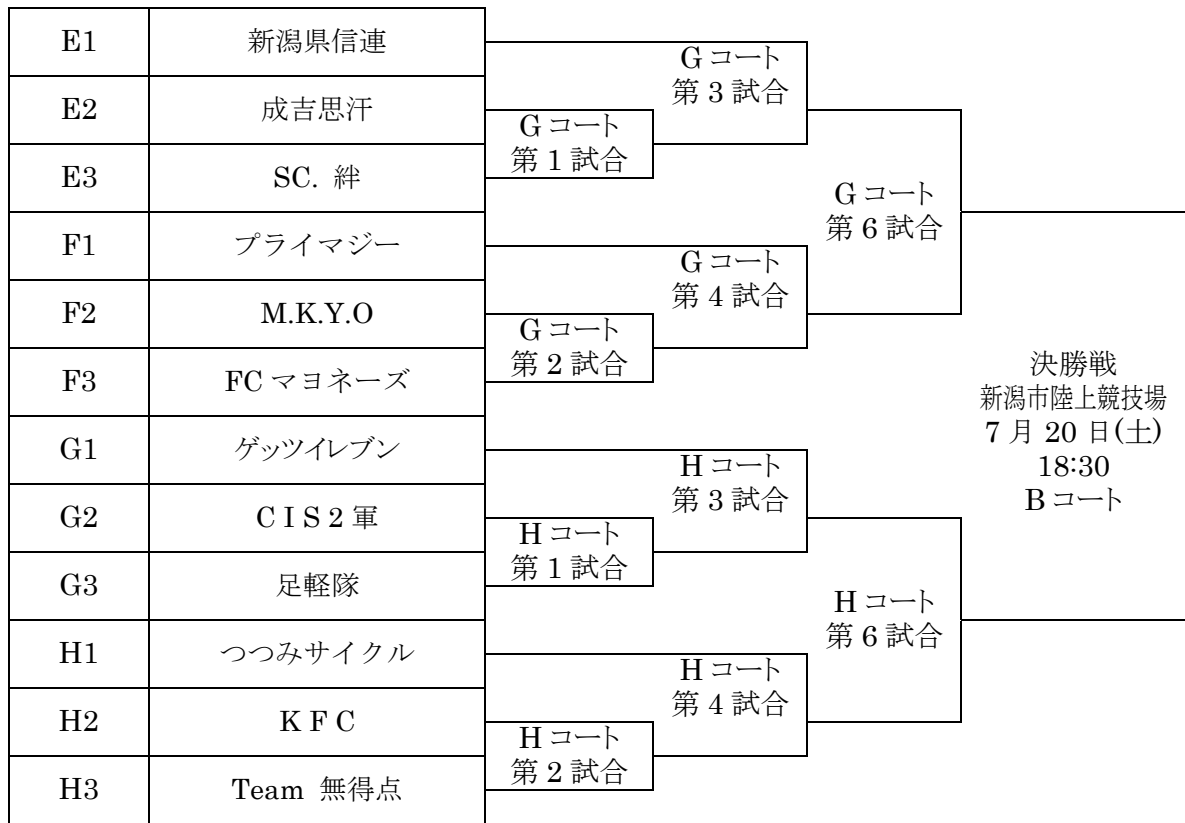 E1 新潟県信連
E2 成吉思汗
E3 SC. 絆
F1 プライマジー
F2 M.K.Y.O
F3 FC マヨネーズ
G1 ゲッツイレブン
G2 C I S 2 軍
G3 足軽隊
H1 つつみサイクル
H2 K F C
H3 Team 無得点
G コート
第 1 試合
G コート
第 2 試合
H コート
第 1 試合
H コート
第 2 試合
G コート
第 3 試合
G コート
第 4 試合
H コート
第 3 試合
H コート
第 4 試合
G コート
第 6 試合
H コート
第 6 試合
決勝戦
新潟市陸上競技場
7 月 20 日(土)
18:30
B コート